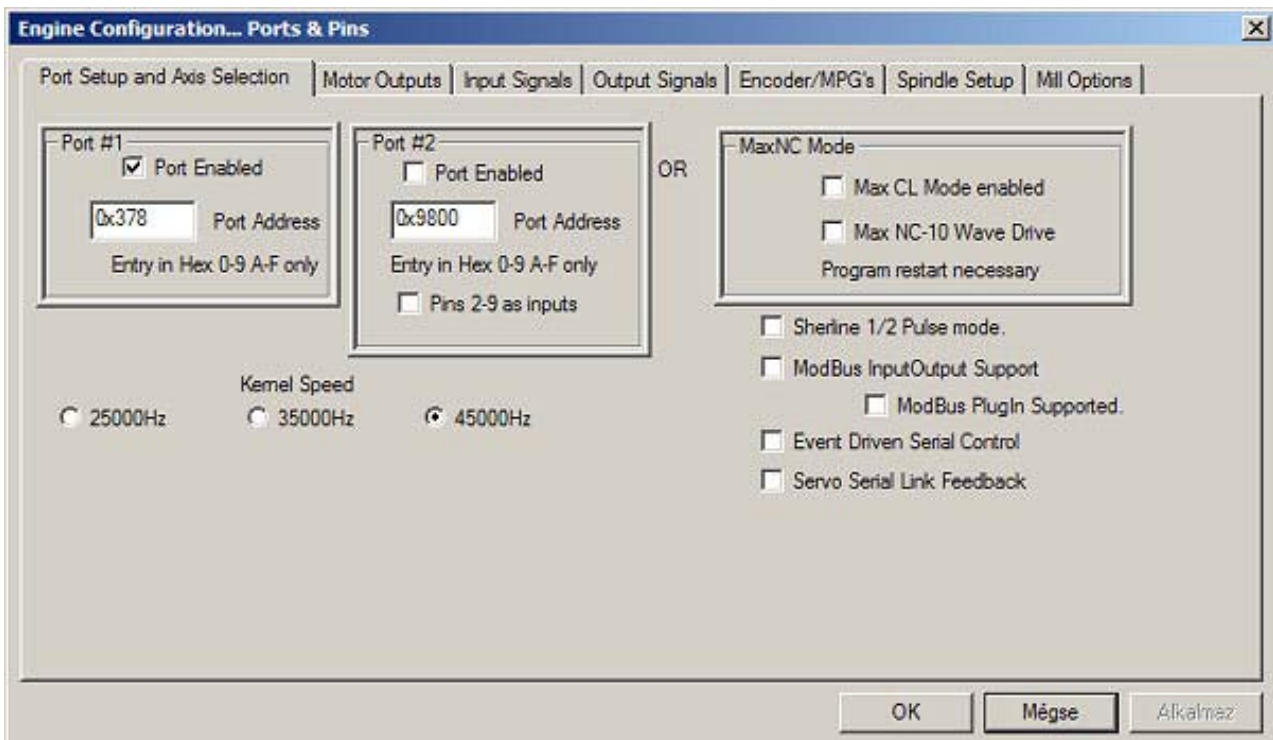 Engine Configuration... Ports & Pins
Port Setup and Axis Selection
Motor Outputs
Input Signals
Output Signals
Encoder/MPG's
Spindle Setup
Mill Options
Port #1
Port Enabled
0x378
Port Address
Entry in Hex 0-9 A-F only
Port #2
Port Enabled
0x9800
Port Address
Entry in Hex 0-9 A-F only
Pins 2-9 as inputs
OR
MaxNC Mode
Max CL Mode enabled
Max NC-10 Wave Drive
Program restart necessary
Sherline 1/2 Pulse mode.
ModBus InputOutput Support
ModBus PlugIn Supported.
Event Driven Serial Control
Servo Serial Link Feedback
Kernel Speed
25000Hz
35000Hz
45000Hz
OK
Mégse
Alkalmaz